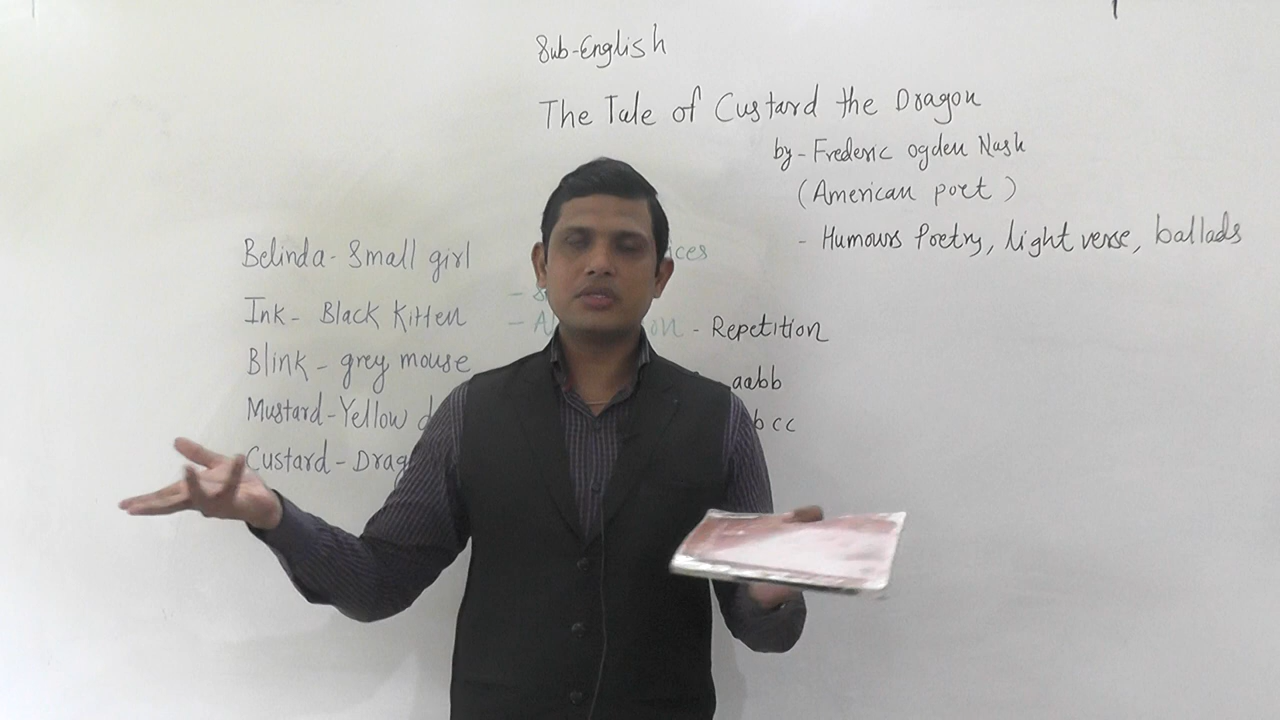 Sub-English
The Tale of Custard the Dragon
by - Frederic ogden Nash
(American poet)
- Humours Poetry, light verse, ballads
Belinda - Small girl
Ink - Black Kitten
Blink - grey mouse
Mustard - Yellow
Custard -
- Repetition
aabb